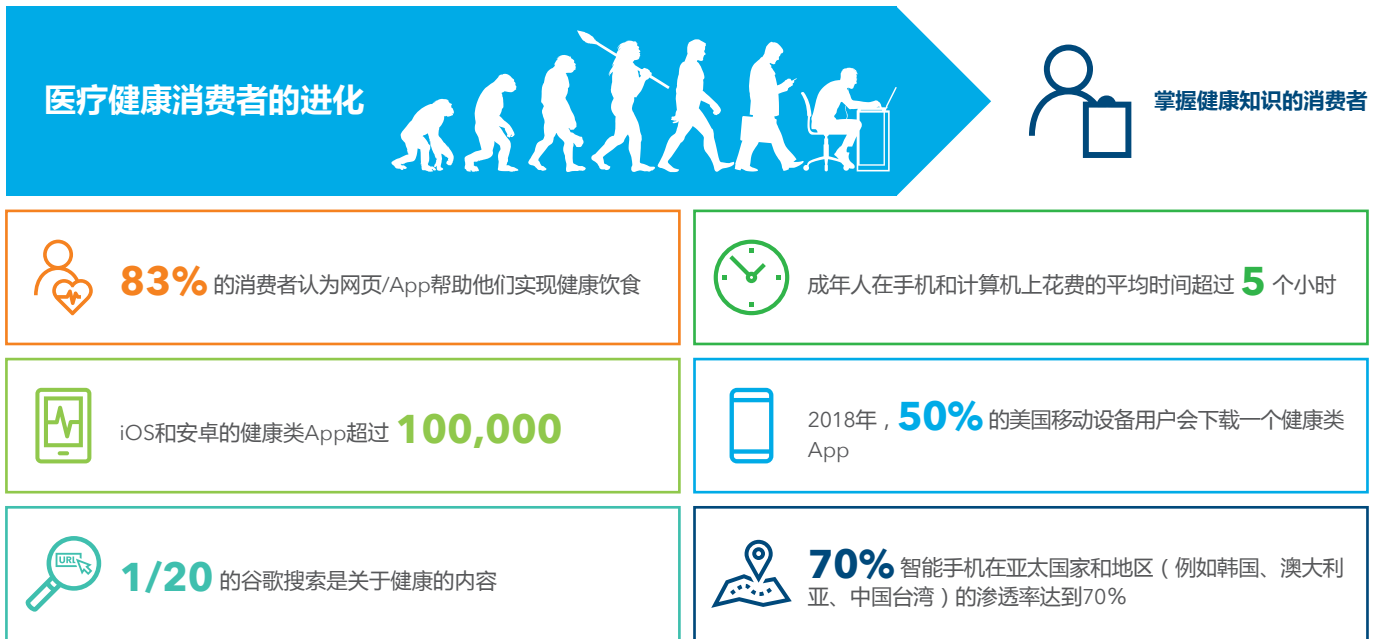 医疗健康消费者的进化
掌握健康知识的消费者
83% 的消费者认为网页/App帮助他们实现健康饮食
成年人在手机和计算机上花费的平均时间超过 5 个小时
iOS和安卓的健康类App超过 100,000
2018年，50% 的美国移动设备用户会下载一个健康类
App
URL
1/20 的谷歌搜索是关于健康的内容
70% 智能手机在亚太国家和地区（例如韩国、澳大利
亚、中国台湾）的渗透率达到70%